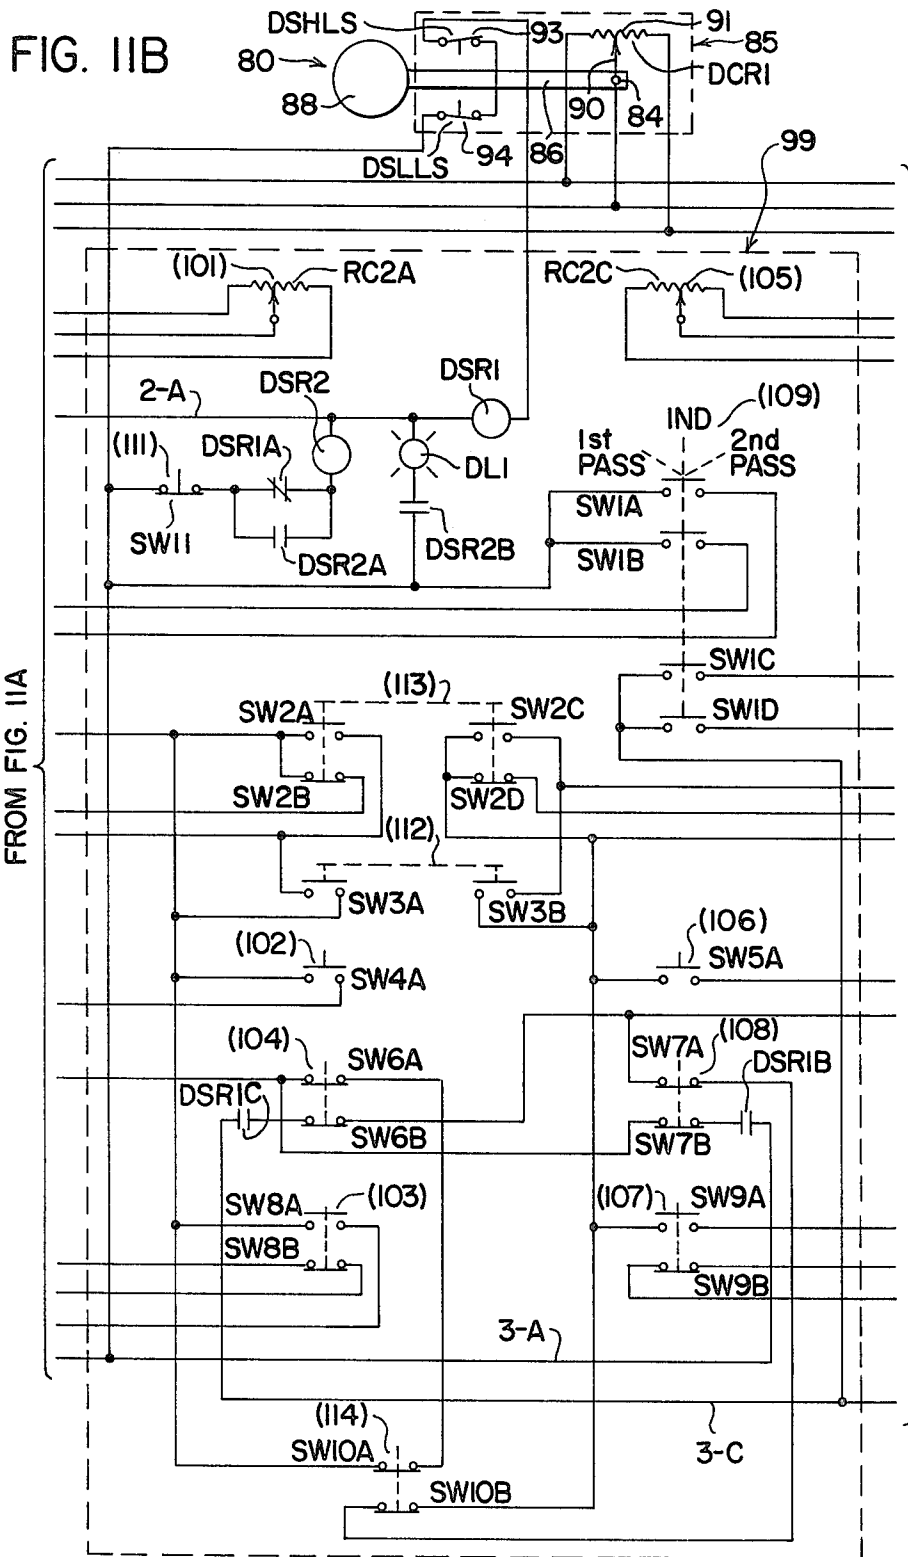 FIG. 11B
DSHLS
93
91
85
80
DCR1
88
90
84
DSLLS
94
86
99
(101)
RC2A
RC2C
(105)
2-A
DSR2
DSR1
IND
(109)
(111)
DSR1A
DL1
1st
PASS
2nd
PASS
SW11
DSR2A
DSR2B
SW1A
SW1B
FROM FIG. 11A
SW1C
SW1D
(113)
SW2A
SW2C
SW2B
SW2D
(112)
SW3A
SW3B
(102)
SW4A
(106)
SW5A
(104)
SW6A
SW7A
(108)
DSR1B
DSR1C
SW6B
SW7B
SW8A
(103)
(107)
SW9A
SW8B
SW9B
3-A
(114)
3-C
SW10A
SW10B